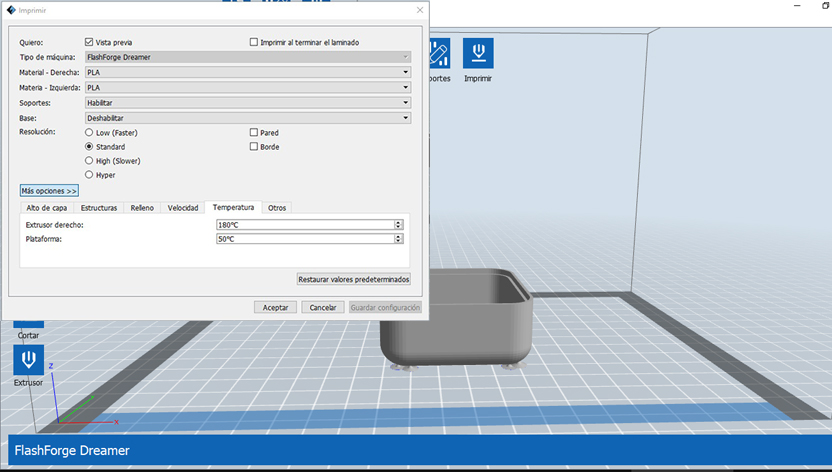 Imprimir
Quiero: Vista previa Imprimir al terminar el laminado
Tipo de máquina: FlashForge Dreamer
Material - Derecha: PLA
Materia - Izquierda: PLA
Soportes: Habilitar
Base: Deshabilitar
Resolución: Low (Faster) Pared
Standard Borde
High (Slower)
Hyper
Más opciones >>
Alto de capa Estructuras Relleno Velocidad Temperatura Otros
Extrusor derecho: 180℃
Plataforma: 50℃
Restaurar valores predeterminados
Aceptar Cancelar Guardar configuración
portes Imprimir
Cortar
Extrusor
Z
X
FlashForge Dreamer